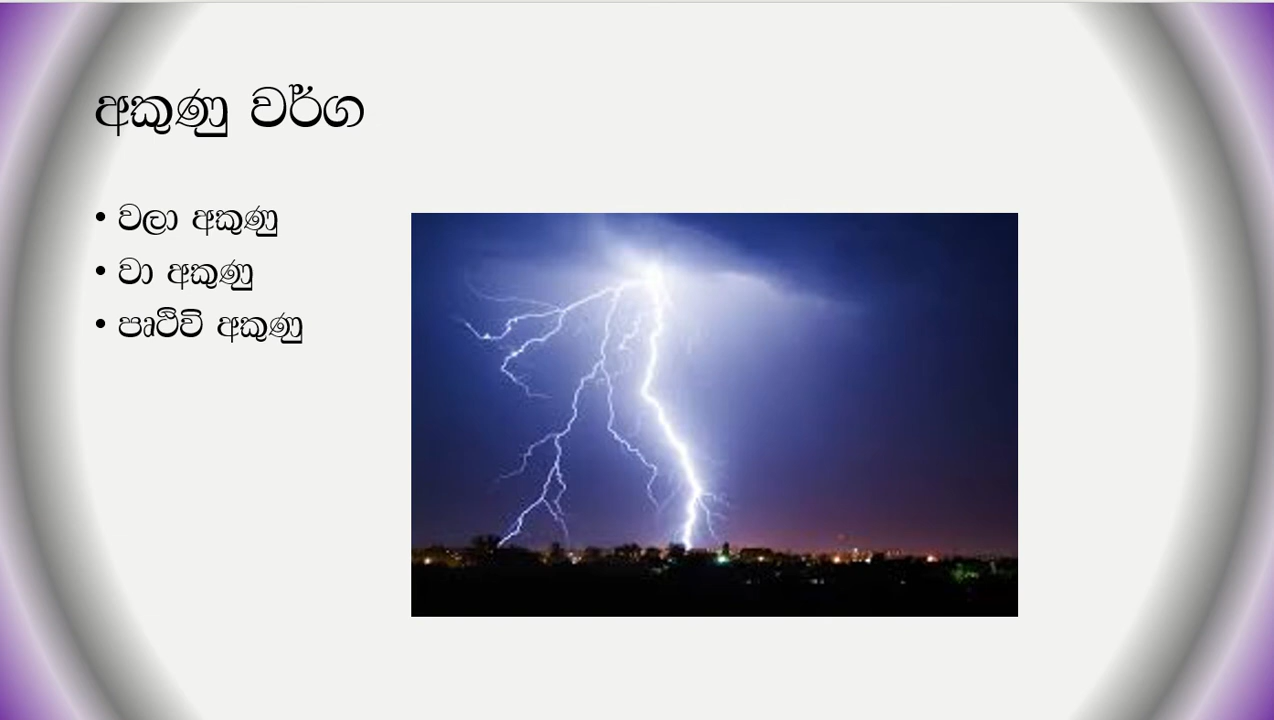 අකුණු වර්ග
• වලා අකුණු
• වා අකුණු
• පෘථිවි අකුණු